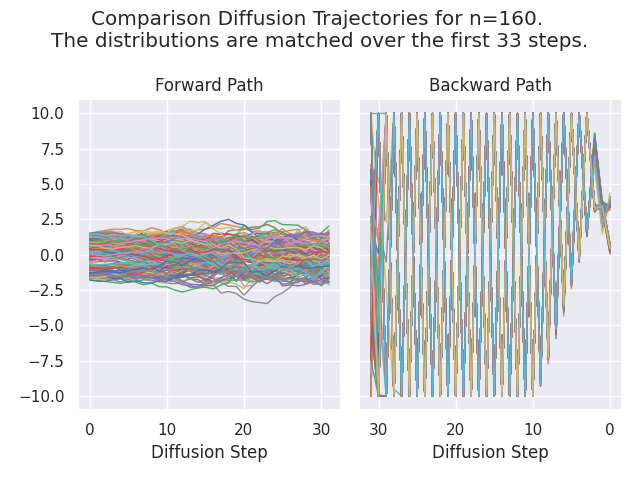 Comparison Diffusion Trajectories for n=160.
The distributions are matched over the first 33 steps.
Forward Path
Backward Path
10.0
7.5
5.0
2.5
0.0
−2.5
−5.0
−7.5
−10.0
0 10 20 30
30 20 10 0
Diffusion Step
Diffusion Step